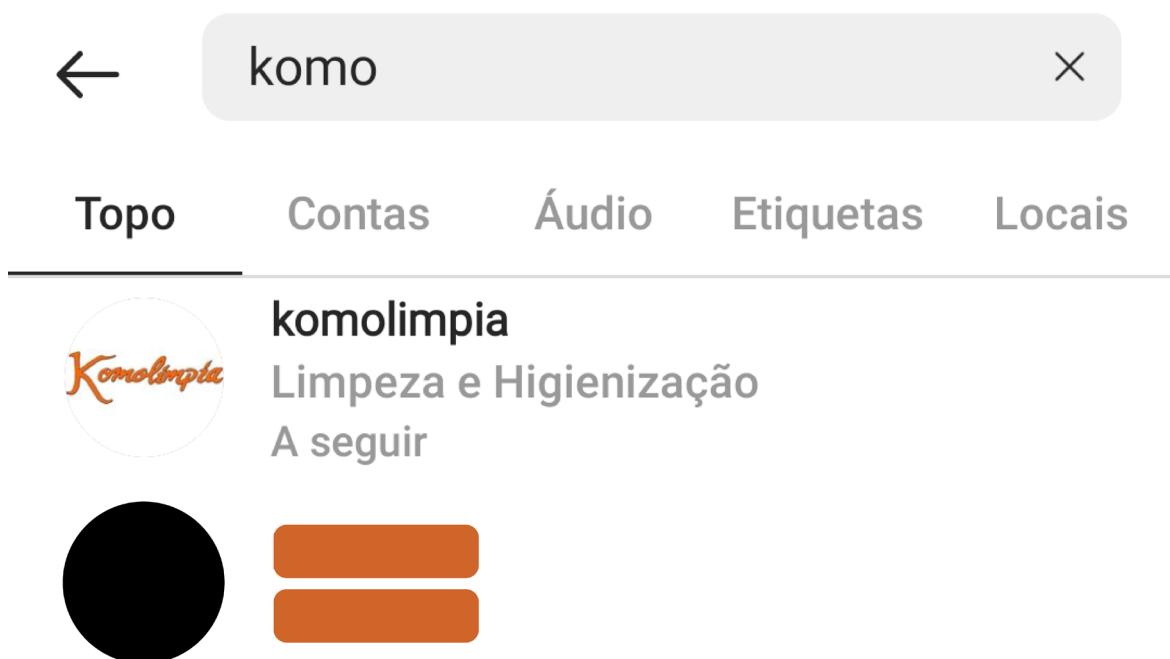 komo
Topo Contas Áudio Etiquetas Locais
komolimpia
Komolimpia
Limpeza e Higienização
A seguir